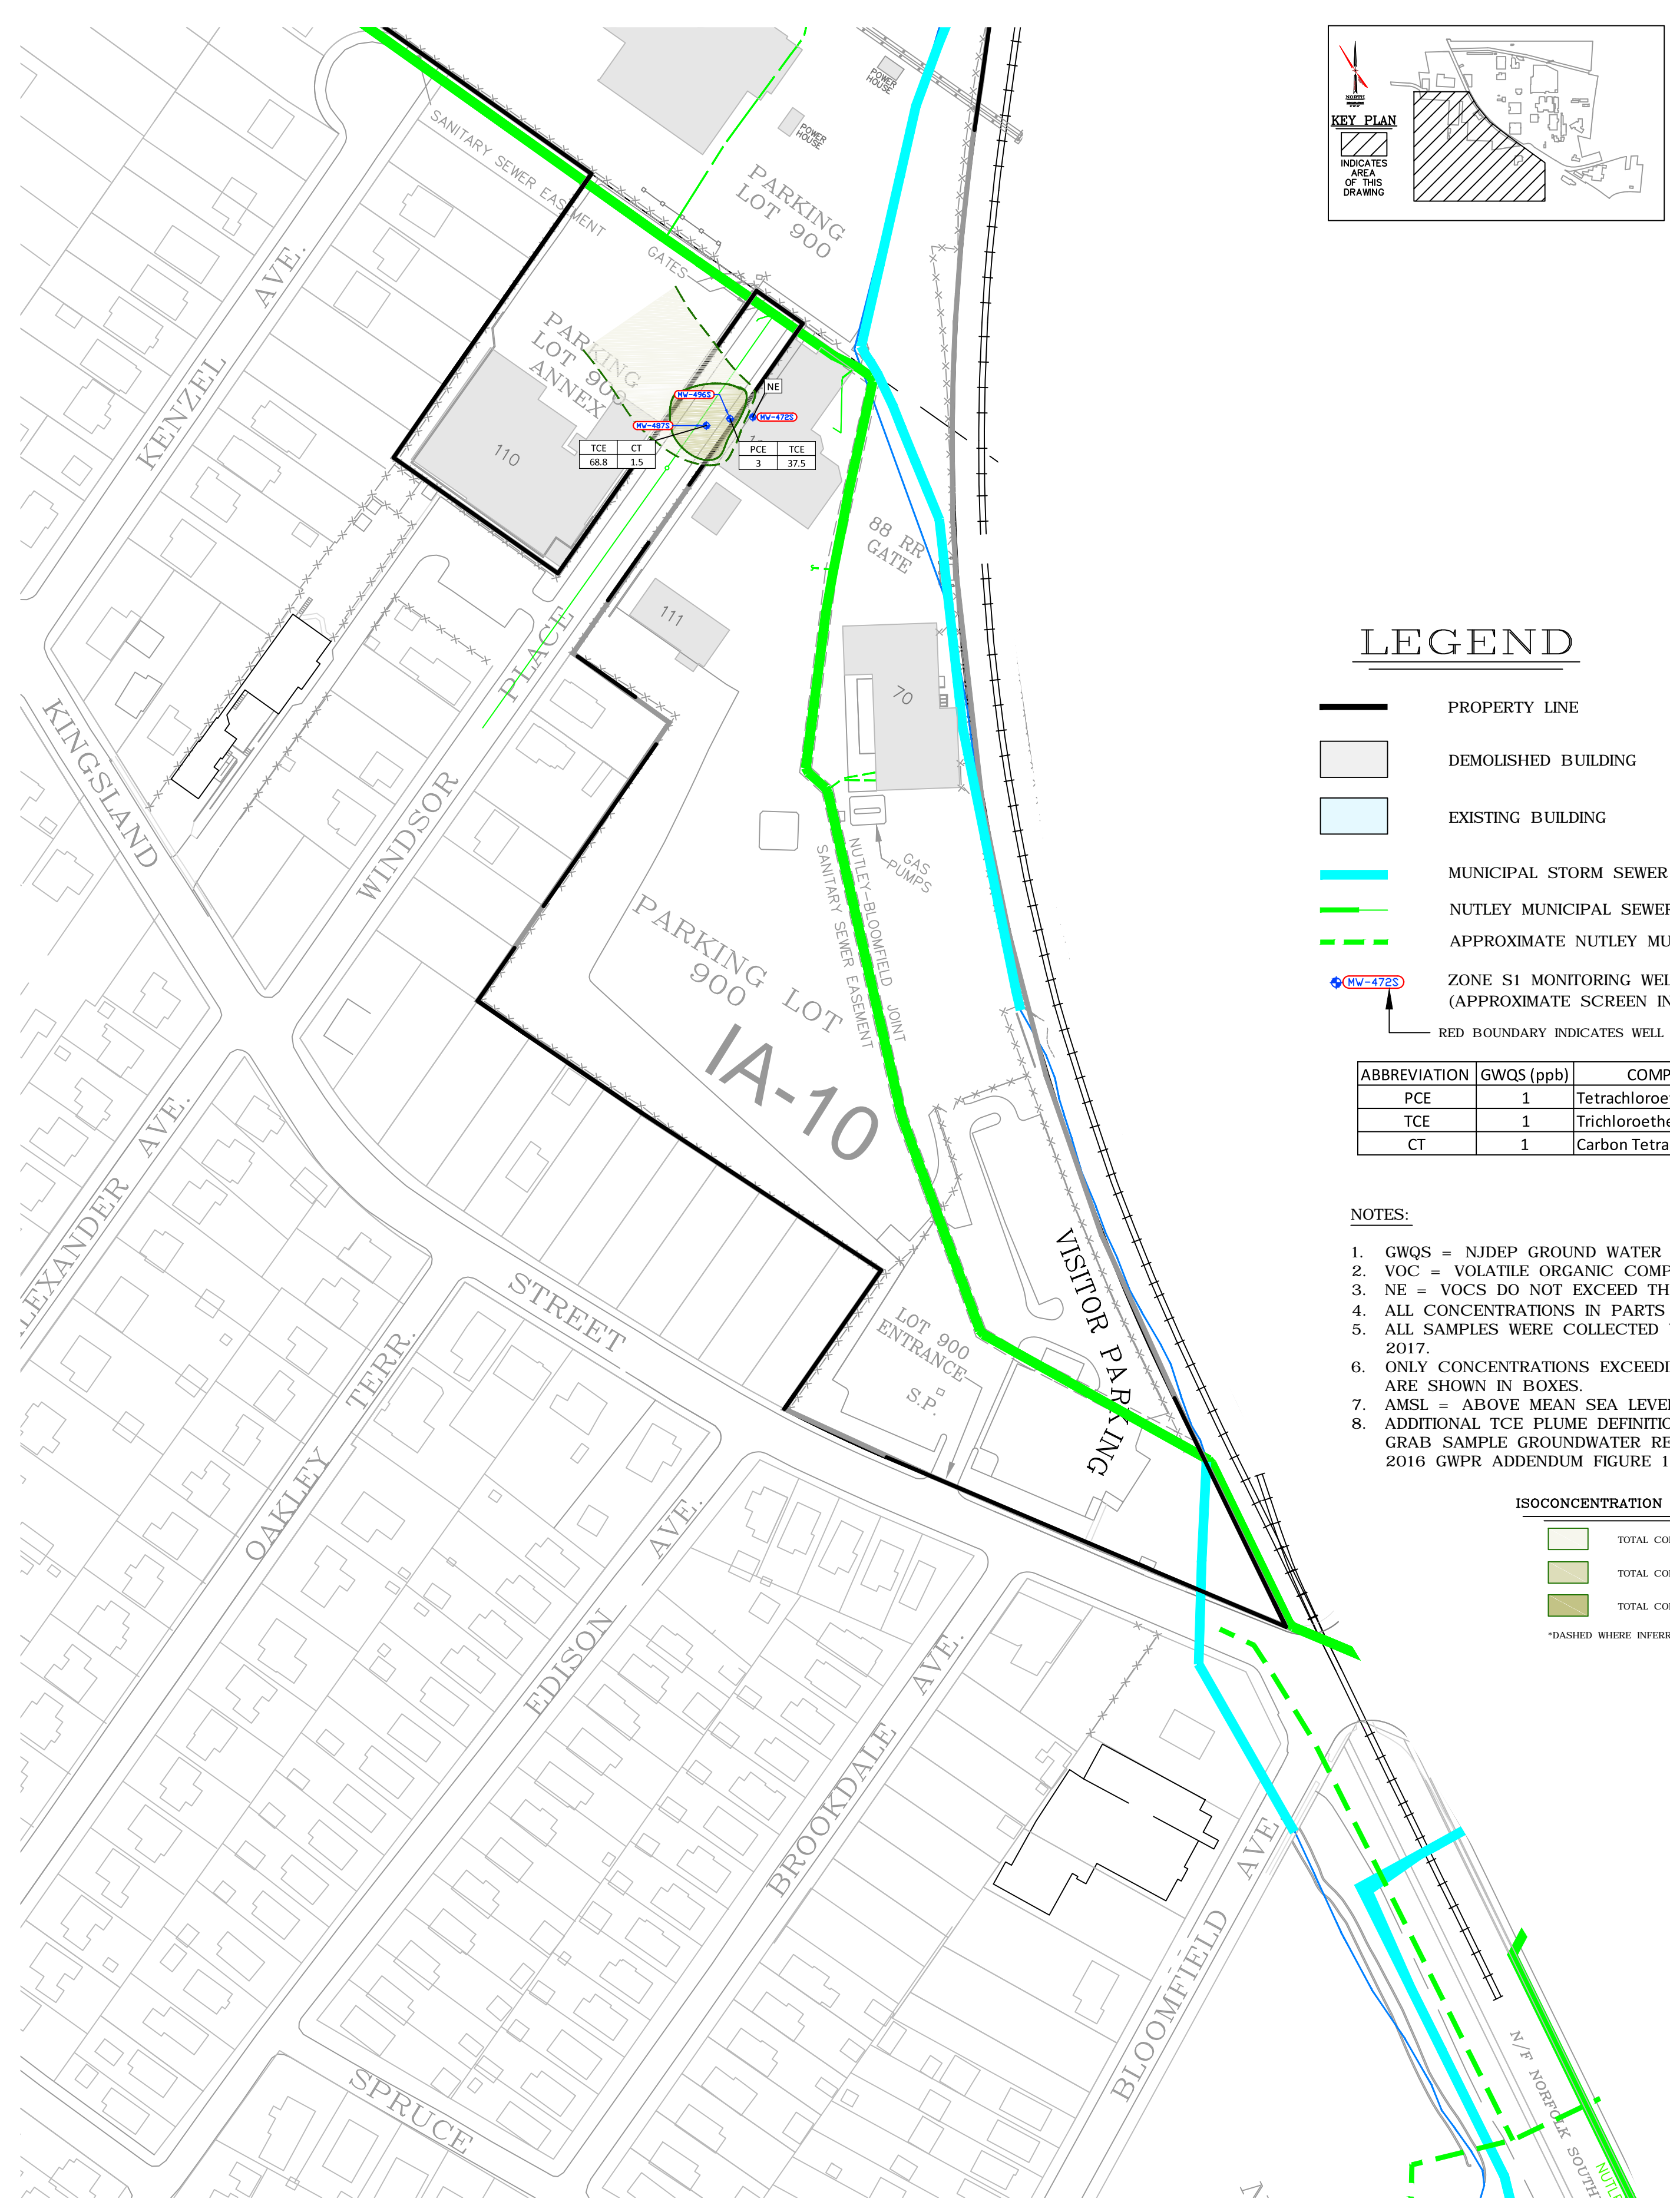 POWER
HOUSE
POWER
HOUSE
SANITARY SEWER EASEMENT
PARKING
LOT 900
GATES
KENZEL AVE.
PARKING
LOT 900
ANNEX
NE
MW-496S
MW-472S
MW-487S
TCE CT
68.8 1.5
PCE TCE
3 37.5
110
88 RR
GATE
111
70
KINGSLAND
WINDSOR PLACE
GAS
PUMPS
NUTLEY-BLOOMFIELD JOINT
SANITARY SEWER EASEMENT
PARKING LOT
900
IA-10
ALEXANDER AVE.
VISITOR PARKING
STREET
LOT 900
ENTRANCE
S.P.
OAKLEY TERR.
EDISON AVE.
BROOKDALE AVE.
BLOOMFIELD AVE
SPRUCE
N/F NORFOLK SOUTH
NUTLE
NORTH
KEY PLAN
INDICATES
AREA
OF THIS
DRAWING
LEGEND
PROPERTY LINE
DEMOLISHED BUILDING
EXISTING BUILDING
MUNICIPAL STORM SEWER
NUTLEY MUNICIPAL SEWER
APPROXIMATE NUTLEY MU
MW-472S
ZONE S1 MONITORING WEL
(APPROXIMATE SCREEN IN
RED BOUNDARY INDICATES WELL
ABBREVIATION GWQS (ppb) COMP
PCE 1 Tetrachloroe
TCE 1 Trichloroethe
CT 1 Carbon Tetra
NOTES:
1. GWQS = NJDEP GROUND WATER
2. VOC = VOLATILE ORGANIC COMP
3. NE = VOCS DO NOT EXCEED TH
4. ALL CONCENTRATIONS IN PARTS
5. ALL SAMPLES WERE COLLECTED
2017.
6. ONLY CONCENTRATIONS EXCEEDI
ARE SHOWN IN BOXES.
7. AMSL = ABOVE MEAN SEA LEVE
8. ADDITIONAL TCE PLUME DEFINITIO
GRAB SAMPLE GROUNDWATER RE
2016 GWPR ADDENDUM FIGURE 1
ISOCONCENTRATION
TOTAL CO
TOTAL CO
TOTAL CO
*DASHED WHERE INFERR